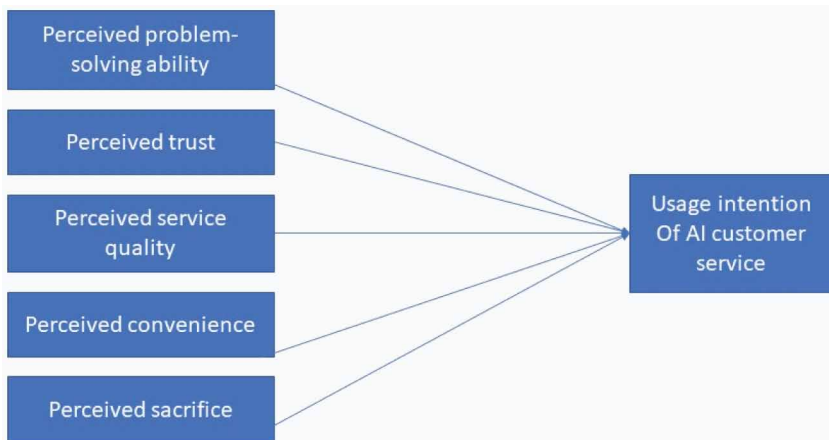 Perceived problem-
solving ability
Perceived trust
Perceived service
quality
Perceived convenience
Perceived sacrifice
Usage intention
Of AI customer
service